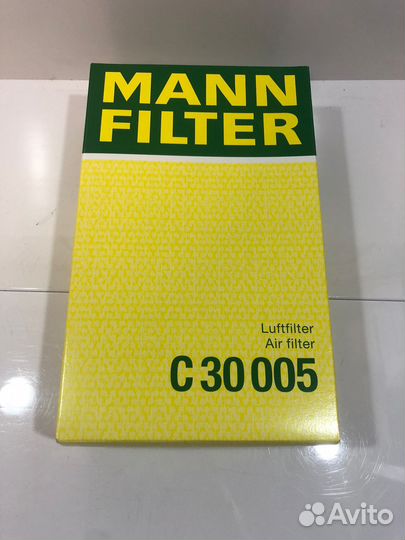 MANN
FILTER
Luftfilter
Air filter
C 30 005
Avito